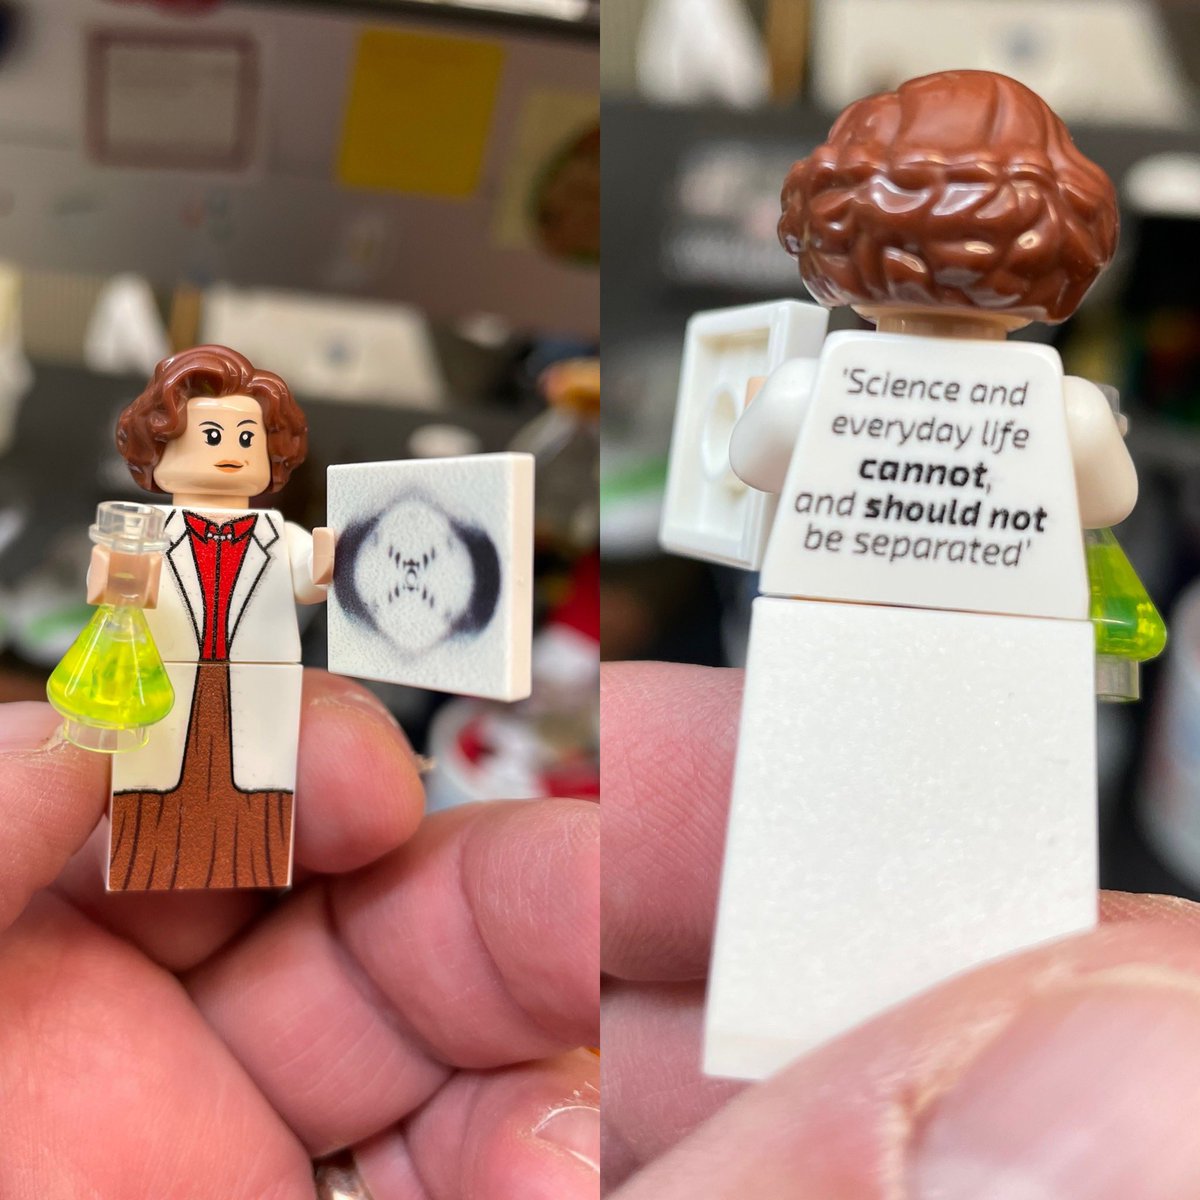 'Science and
everyday life
cannot,
and should not
be separated'